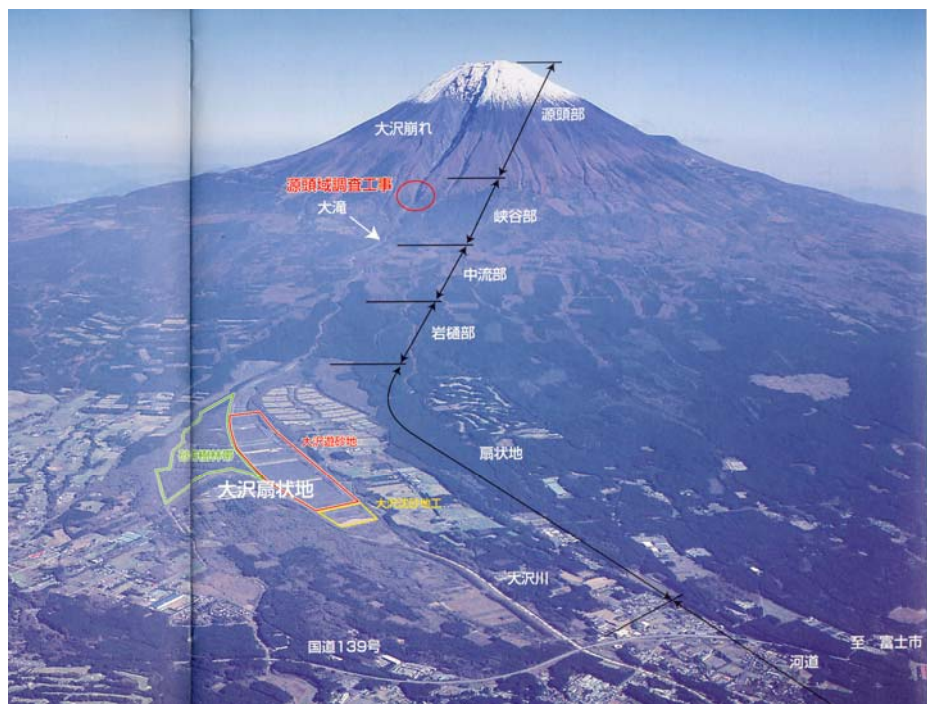 源頭部
大沢崩れ
源頭域調査工事
大滝
峡谷部
中流部
岩樋部
大沢遊砂地
扇状地
大沢扇状地
大沢川
国道139号
至 富士市
河道